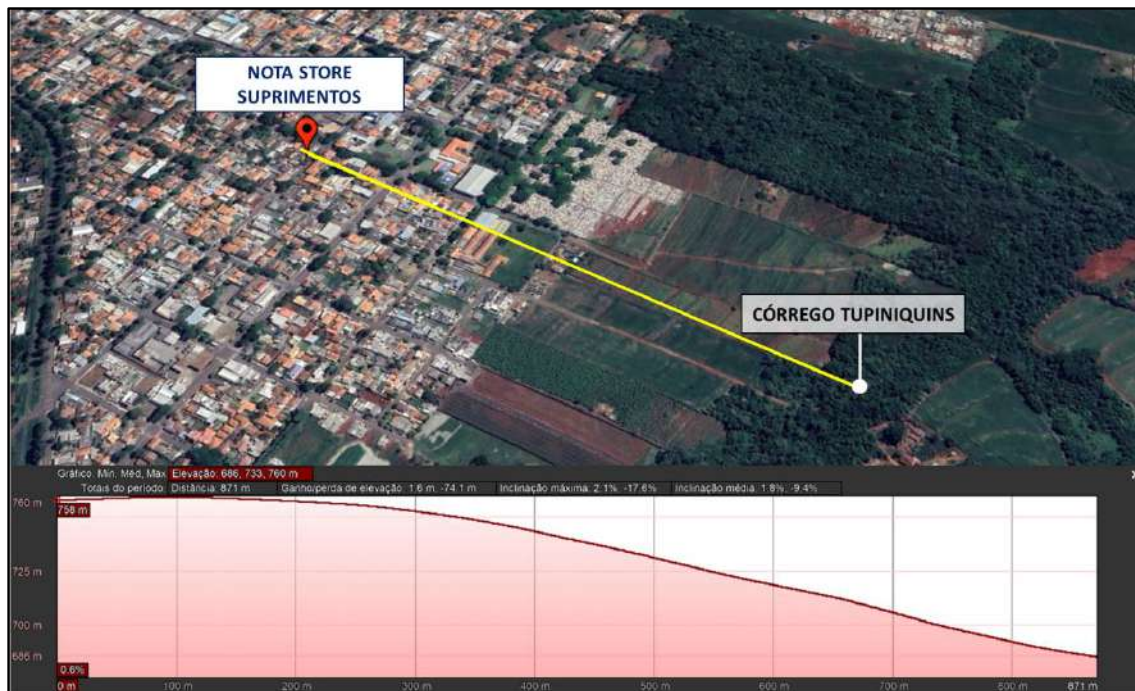 NOTA STORE
SUPRIMENTOS
CÓRREGO TUPINIQUINS
Gráfico: Min, Méd, Max Elevação: 686, 733, 760 m
Totais do período: Distância: 871 m Ganho/perda de elevação: 1.6 m, -74.1 m Inclinação máxima: 2.1%, -17.6% Inclinação média: 1.8%, -9.4%
760 m
758 m
725 m
700 m
686 m
0.6%
0 m 100 m 200 m 300 m 400 m 500 m 600 m 700 m 800 m 871 m